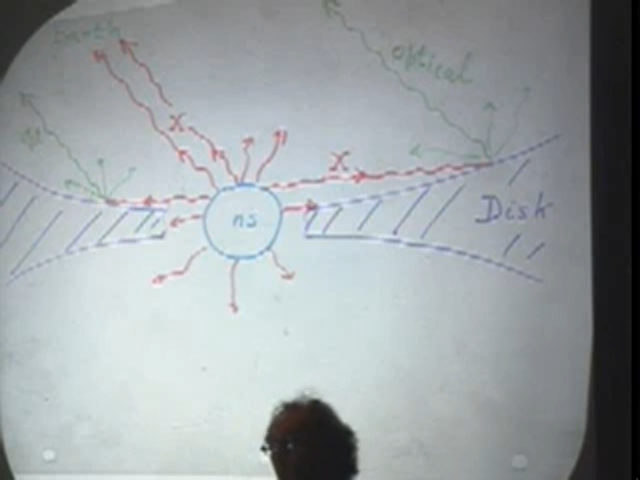 Earth
optical
X
X
ns
Disk